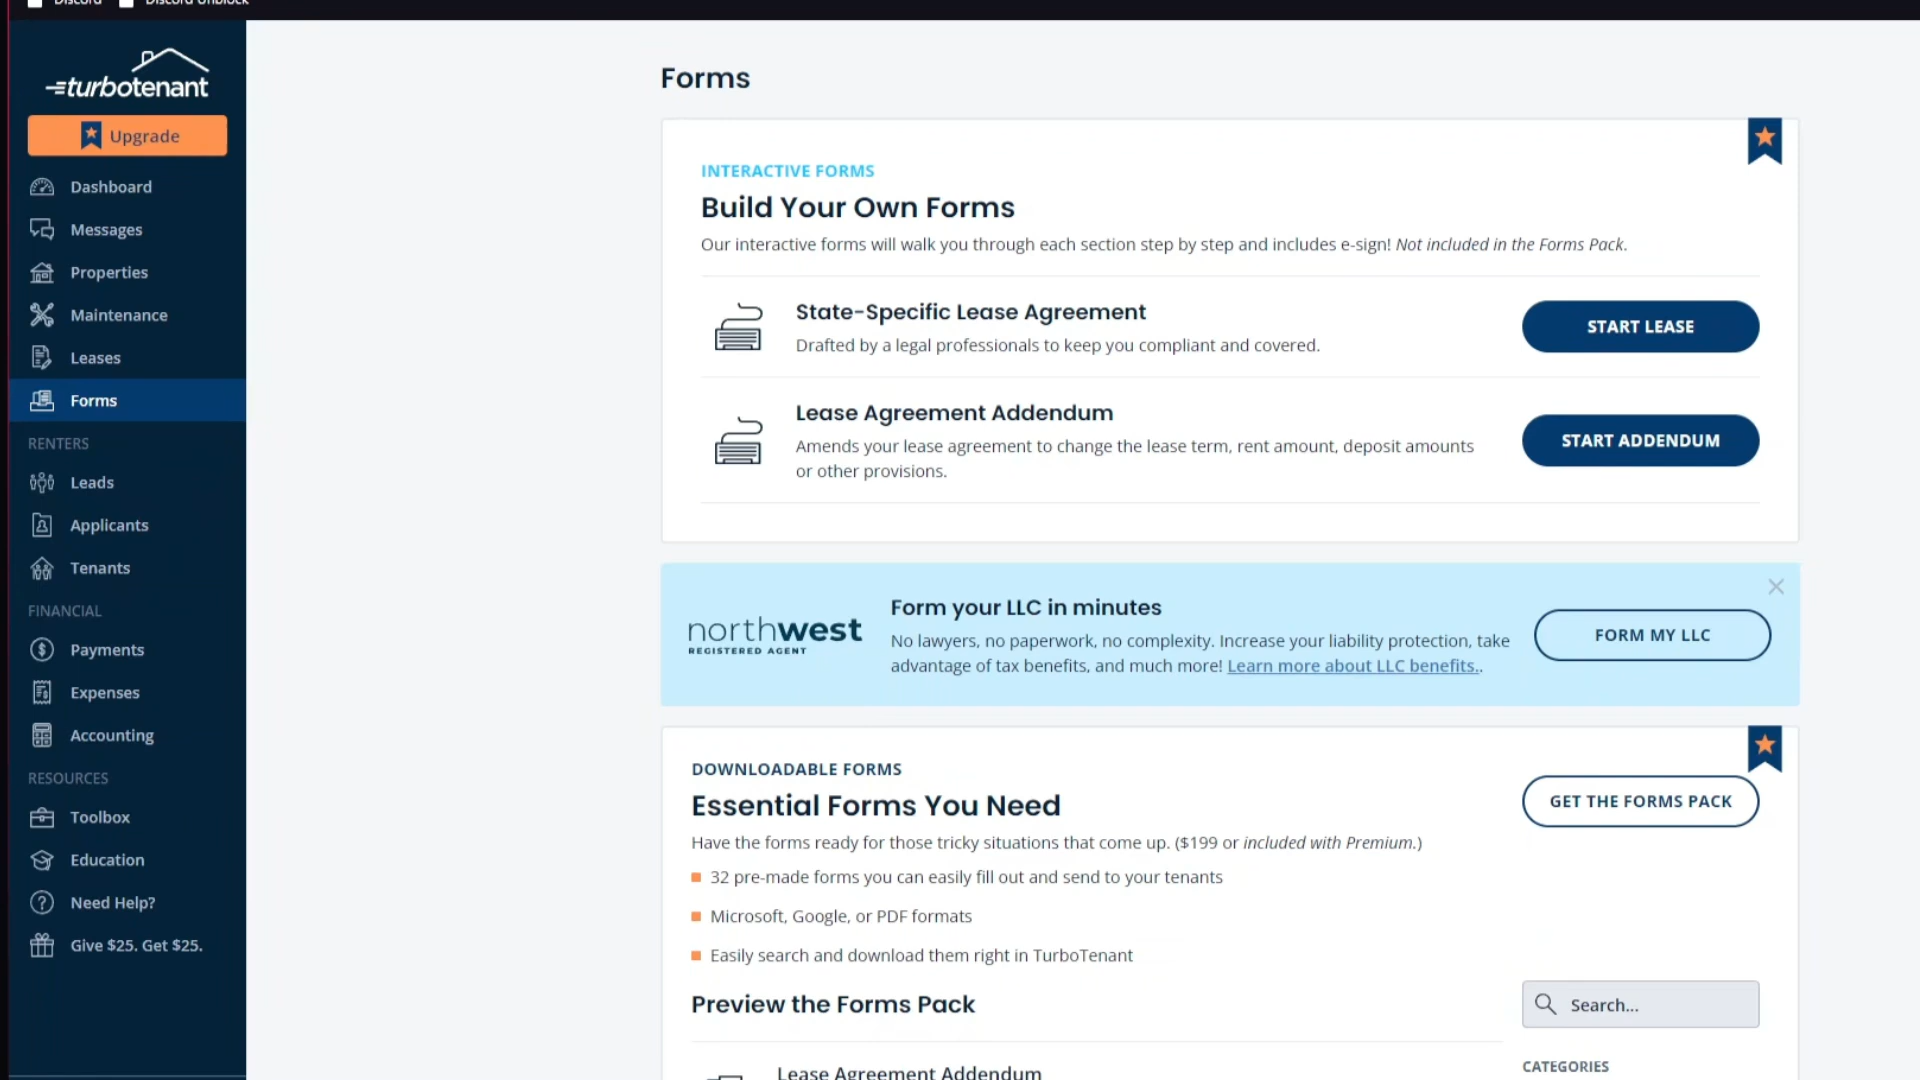 Discord
Discord Unblock
turbotenant
Upgrade
Dashboard
Messages
Properties
Maintenance
Leases
Forms
RENTERS
Leads
Applicants
Tenants
FINANCIAL
Payments
Expenses
Accounting
RESOURCES
Toolbox
Education
Need Help?
Give $25. Get $25.
Forms
INTERACTIVE FORMS
Build Your Own Forms
Our interactive forms will walk you through each section step by step and includes e-sign! Not included in the Forms Pack.
State-Specific Lease Agreement
Drafted by a legal professionals to keep you compliant and covered.
START LEASE
Lease Agreement Addendum
Amends your lease agreement to change the lease term, rent amount, deposit amounts
or other provisions.
START ADDENDUM
northwest
REGISTERED AGENT
Form your LLC in minutes
No lawyers, no paperwork, no complexity. Increase your liability protection, take
advantage of tax benefits, and much more! Learn more about LLC benefits..
FORM MY LLC
DOWNLOADABLE FORMS
Essential Forms You Need
Have the forms ready for those tricky situations that come up. ($199 or included with Premium.)
GET THE FORMS PACK
32 pre-made forms you can easily fill out and send to your tenants
Microsoft, Google, or PDF formats
Easily search and download them right in TurboTenant
Preview the Forms Pack
Search...
Lease Agreement Addendum
CATEGORIES